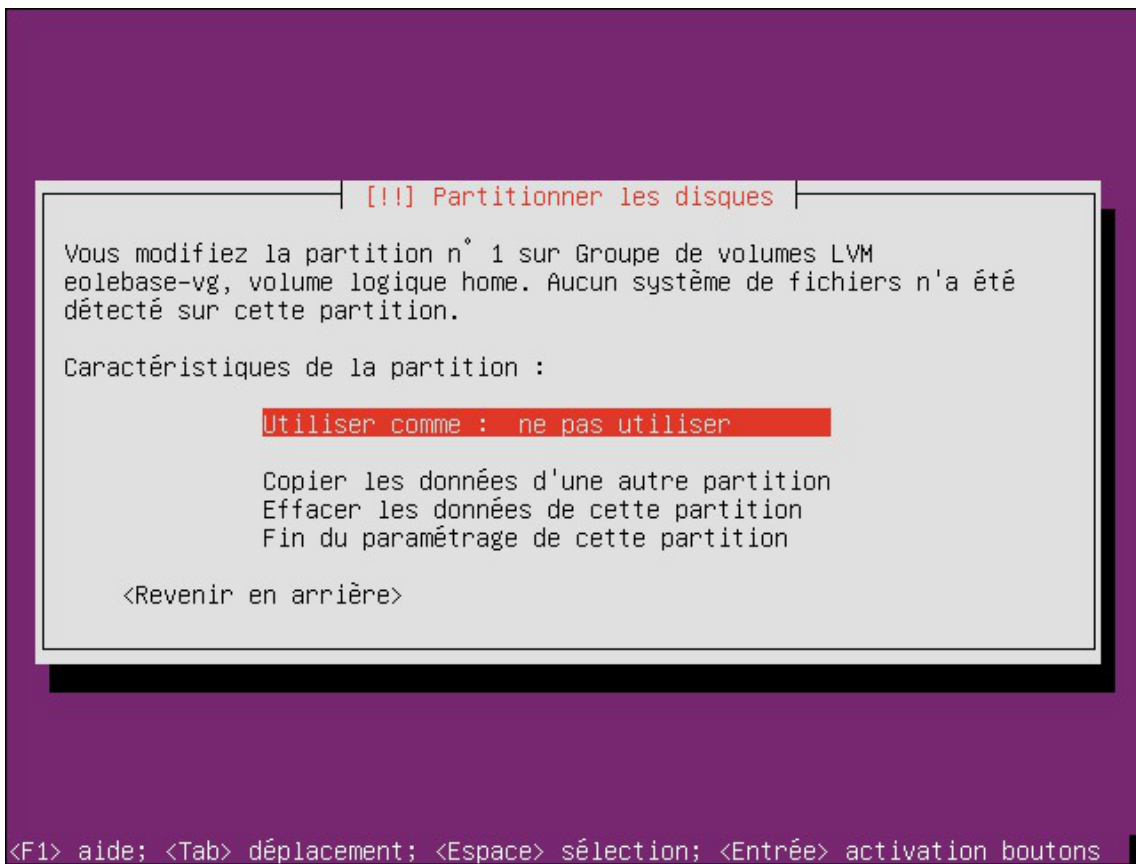 [!!] Partitionner les disques
Vous modifiez la partition n° 1 sur Groupe de volumes LVM
eolebase-vg, volume logique home. Aucun système de fichiers n'a été
détecté sur cette partition.
Caractéristiques de la partition :
Utiliser comme :  ne pas utiliser
Copier les données d'une autre partition
Effacer les données de cette partition
Fin du paramétrage de cette partition
<Revenir en arrière>
<F1> aide; <Tab> déplacement; <Espace> sélection; <Entrée> activation boutons